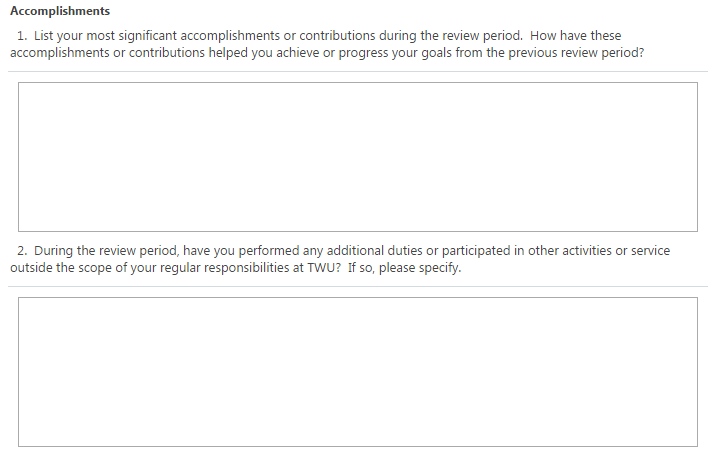 Accomplishments
1. List your most significant accomplishments or contributions during the review period. How have these
accomplishments or contributions helped you achieve or progress your goals from the previous review period?
2. During the review period, have you performed any additional duties or participated in other activities or service
outside the scope of your regular responsibilities at TWU? If so, please specify.